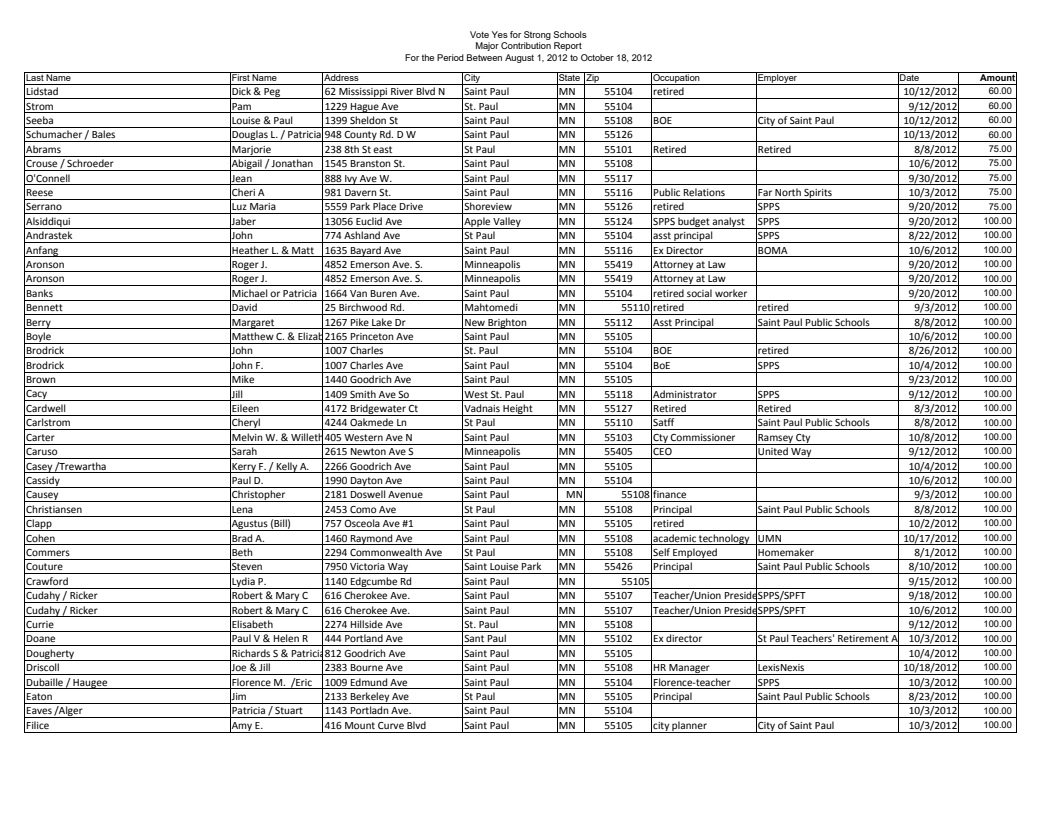 Vote Yes for Strong Schools
Major Contribution Report
For the Period Between August 1, 2012 to October 18, 2012
Last Name First Name Address City State Zip Occupation Employer Date Amount
Lidstad Dick & Peg 62 Mississippi River Blvd N Saint Paul MN 55104 retired 10/12/2012 60.00
Strom Pam 1229 Hague Ave St. Paul MN 55104 9/12/2012 60.00
Seeba Louise & Paul 1399 Sheldon St Saint Paul MN 55108 BOE City of Saint Paul 10/12/2012 60.00
Schumacher / Bales Douglas L. / Patricia 948 County Rd. D W Saint Paul MN 55126 10/13/2012 60.00
Abrams Marjorie 238 8th St east St Paul MN 55101 Retired Retired 8/8/2012 75.00
Crouse / Schroeder Abigail / Jonathan 1545 Branston St. Saint Paul MN 55108 10/6/2012 75.00
O'Connell Jean 888 Ivy Ave W. Saint Paul MN 55117 9/30/2012 75.00
Reese Cheri A 981 Davern St. Saint Paul MN 55116 Public Relations Far North Spirits 10/3/2012 75.00
Serrano Luz Maria 5559 Park Place Drive Shoreview MN 55126 retired SPPS 9/20/2012 75.00
Alsiddiqui Jaber 13056 Euclid Ave Apple Valley MN 55124 SPPS budget analyst SPPS 9/20/2012 100.00
Andrastek John 774 Ashland Ave St Paul MN 55104 asst principal SPPS 8/22/2012 100.00
Anfang Heather L. & Matt 1635 Bayard Ave Saint Paul MN 55116 Ex Director BOMA 10/6/2012 100.00
Aronson Roger J. 4852 Emerson Ave. S. Minneapolis MN 55419 Attorney at Law 9/20/2012 100.00
Aronson Roger J. 4852 Emerson Ave. S. Minneapolis MN 55419 Attorney at Law 9/20/2012 100.00
Banks Michael or Patricia 1664 Van Buren Ave. Saint Paul MN 55104 retired social worker 9/20/2012 100.00
Bennett David 25 Birchwood Rd. Mahtomedi MN 55110 retired retired 9/3/2012 100.00
Berry Margaret 1267 Pike Lake Dr New Brighton MN 55112 Asst Principal Saint Paul Public Schools 8/8/2012 100.00
Boyle Matthew C. & Elizab 2165 Princeton Ave Saint Paul MN 55105 10/6/2012 100.00
Brodrick John 1007 Charles St. Paul MN 55104 BOE retired 8/26/2012 100.00
Brodrick John F. 1007 Charles Ave Saint Paul MN 55104 BoE SPPS 10/4/2012 100.00
Brown Mike 1440 Goodrich Ave Saint Paul MN 55105 9/23/2012 100.00
Cacy Jill 1409 Smith Ave So West St. Paul MN 55118 Administrator SPPS 9/12/2012 100.00
Cardwell Eileen 4172 Bridgewater Ct Vadnais Height MN 55127 Retired Retired 8/3/2012 100.00
Carlstrom Cheryl 4244 Oakmede Ln St Paul MN 55110 Satff Saint Paul Public Schools 8/8/2012 100.00
Carter Melvin W. & Willeth 405 Western Ave N Saint Paul MN 55103 Cty Commissioner Ramsey Cty 10/8/2012 100.00
Caruso Sarah 2615 Newton Ave S Minneapolis MN 55405 CEO United Way 9/12/2012 100.00
Casey /Trewartha Kerry F. / Kelly A. 2266 Goodrich Ave Saint Paul MN 55105 10/4/2012 100.00
Cassidy Paul D. 1990 Dayton Ave Saint Paul MN 55104 10/6/2012 100.00
Causey Christopher 2181 Doswell Avenue Saint Paul MN 55108 finance 9/3/2012 100.00
Christiansen Lena 2453 Como Ave St Paul MN 55108 Principal Saint Paul Public Schools 8/8/2012 100.00
Clapp Agustus (Bill) 757 Osceola Ave #1 Saint Paul MN 55105 retired 10/2/2012 100.00
Cohen Brad A. 1460 Raymond Ave Saint Paul MN 55108 academic technology UMN 10/17/2012 100.00
Commers Beth 2294 Commonwealth Ave St Paul MN 55108 Self Employed Homemaker 8/1/2012 100.00
Couture Steven 7950 Victoria Way Saint Louise Park MN 55426 Principal Saint Paul Public Schools 8/10/2012 100.00
Crawford Lydia P. 1140 Edgcumbe Rd Saint Paul MN 55105 9/15/2012 100.00
Cudahy / Ricker Robert & Mary C 616 Cherokee Ave. Saint Paul MN 55107 Teacher/Union Preside SPPS/SPFT 9/18/2012 100.00
Cudahy / Ricker Robert & Mary C 616 Cherokee Ave. Saint Paul MN 55107 Teacher/Union Preside SPPS/SPFT 10/6/2012 100.00
Currie Elisabeth 2274 Hillside Ave St. Paul MN 55108 9/12/2012 100.00
Doane Paul V & Helen R 444 Portland Ave Sant Paul MN 55102 Ex director St Paul Teachers' Retirement A 10/3/2012 100.00
Dougherty Richards S & Patricia 812 Goodrich Ave Saint Paul MN 55105 10/4/2012 100.00
Driscoll Joe & Jill 2383 Bourne Ave Saint Paul MN 55108 HR Manager LexisNexis 10/18/2012 100.00
Dubaille / Haugee Florence M. /Eric 1009 Edmund Ave Saint Paul MN 55104 Florence-teacher SPPS 10/3/2012 100.00
Eaton Jim 2133 Berkeley Ave St Paul MN 55105 Principal Saint Paul Public Schools 8/23/2012 100.00
Eaves /Alger Patricia / Stuart 1143 Portladn Ave. Saint Paul MN 55104 10/3/2012 100.00
Filice Amy E. 416 Mount Curve Blvd Saint Paul MN 55105 city planner City of Saint Paul 10/3/2012 100.00